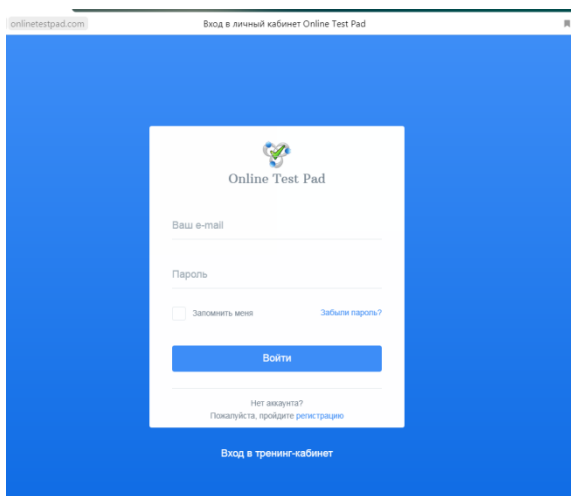 onlinetestpad.com
Вход в личный кабинет Online Test Pad
Online Test Pad
Ваш e-mail
Пароль
Запомнить меня
Забыли пароль?
Войти
Нет аккаунта?
Пожалуйста, пройдите регистрацию
Вход в тренинг-кабинет